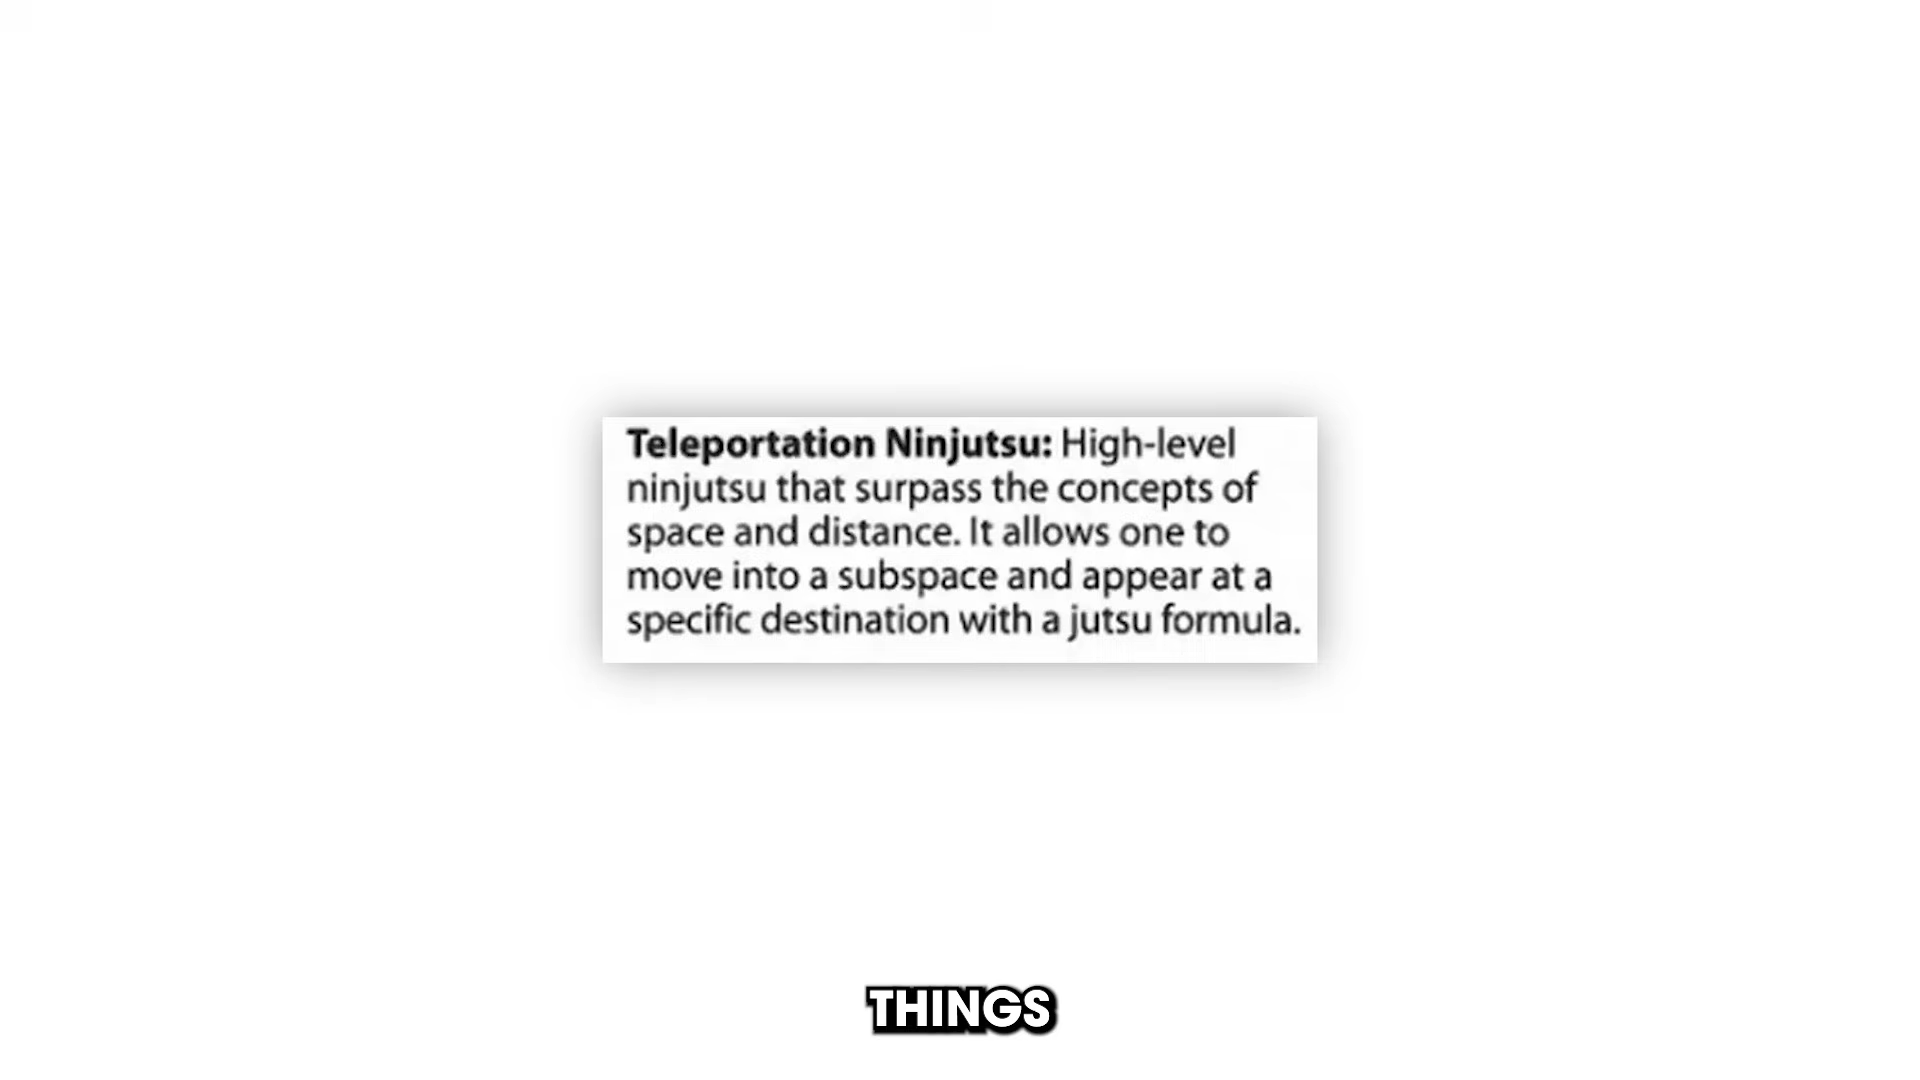 Teleportation Ninjutsu: High-level
ninjutsu that surpass the concepts of
space and distance. It allows one to
move into a subspace and appear at a
specific destination with a jutsu formula.
THINGS